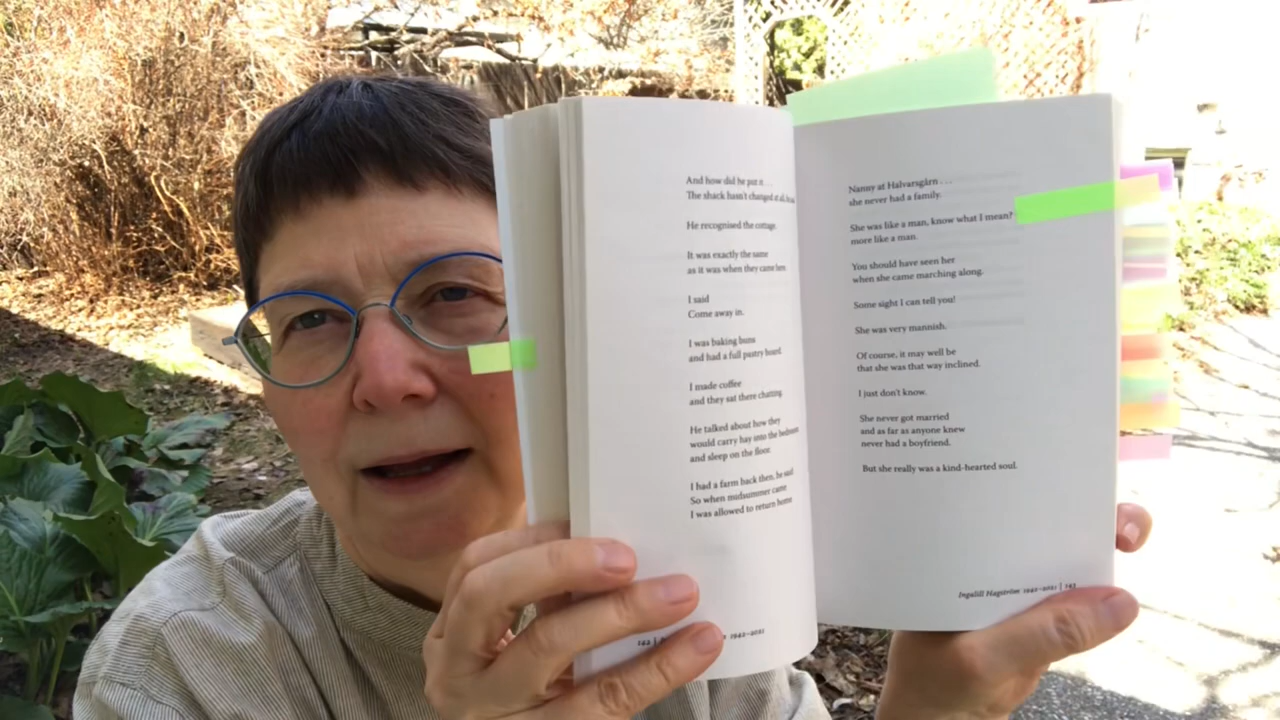 And how did he put it . . .
The shack hasn't changed at all, he said
He recognised the cottage.
It was exactly the same
as it was when they came here
I said
Come away in.
I was baking buns
and had a full pastry board.
I made coffee
and they sat there chatting.
He talked about how they
would carry hay into the bedroom
and sleep on the floor.
I had a farm back then, he said
So when midsummer came
I was allowed to return home
142 |
1942–2021
Nanny at Halvarsgårn . . .
she never had a family.
She was like a man, know what I mean?
more like a man.
You should have seen her
when she came marching along.
Some sight I can tell you!
She was very mannish.
Of course, it may well be
that she was that way inclined.
I just don't know.
She never got married
and as far as anyone knew
never had a boyfriend.
But she really was a kind-hearted soul.
Ingalill Hagström 1942–2021 | 143